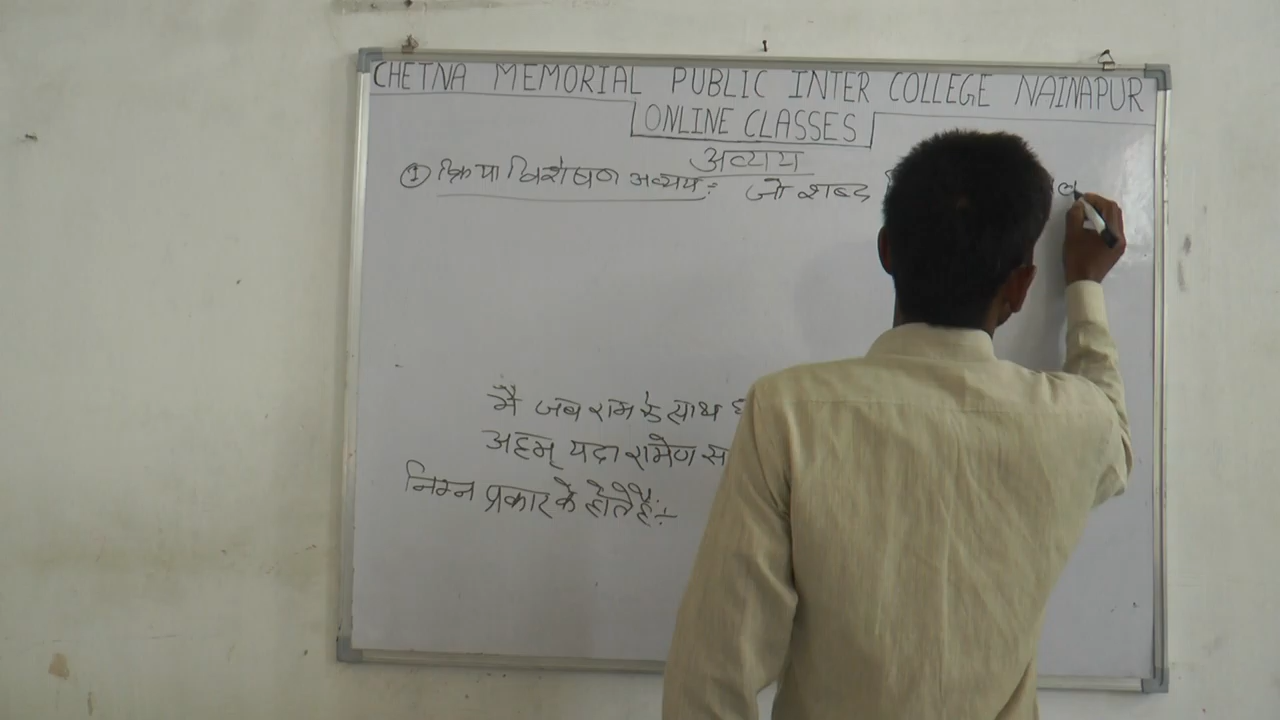 CHETNA MEMORIAL PUBLIC INTER COLLEGE NAINAPUR
ONLINE CLASSES
अव्यय
① क्रिया विशेषण अव्यय:- जो शब्द
मै जब राम के साथ
अहम् यदा रामेण स
निम्न प्रकार के होते है:-